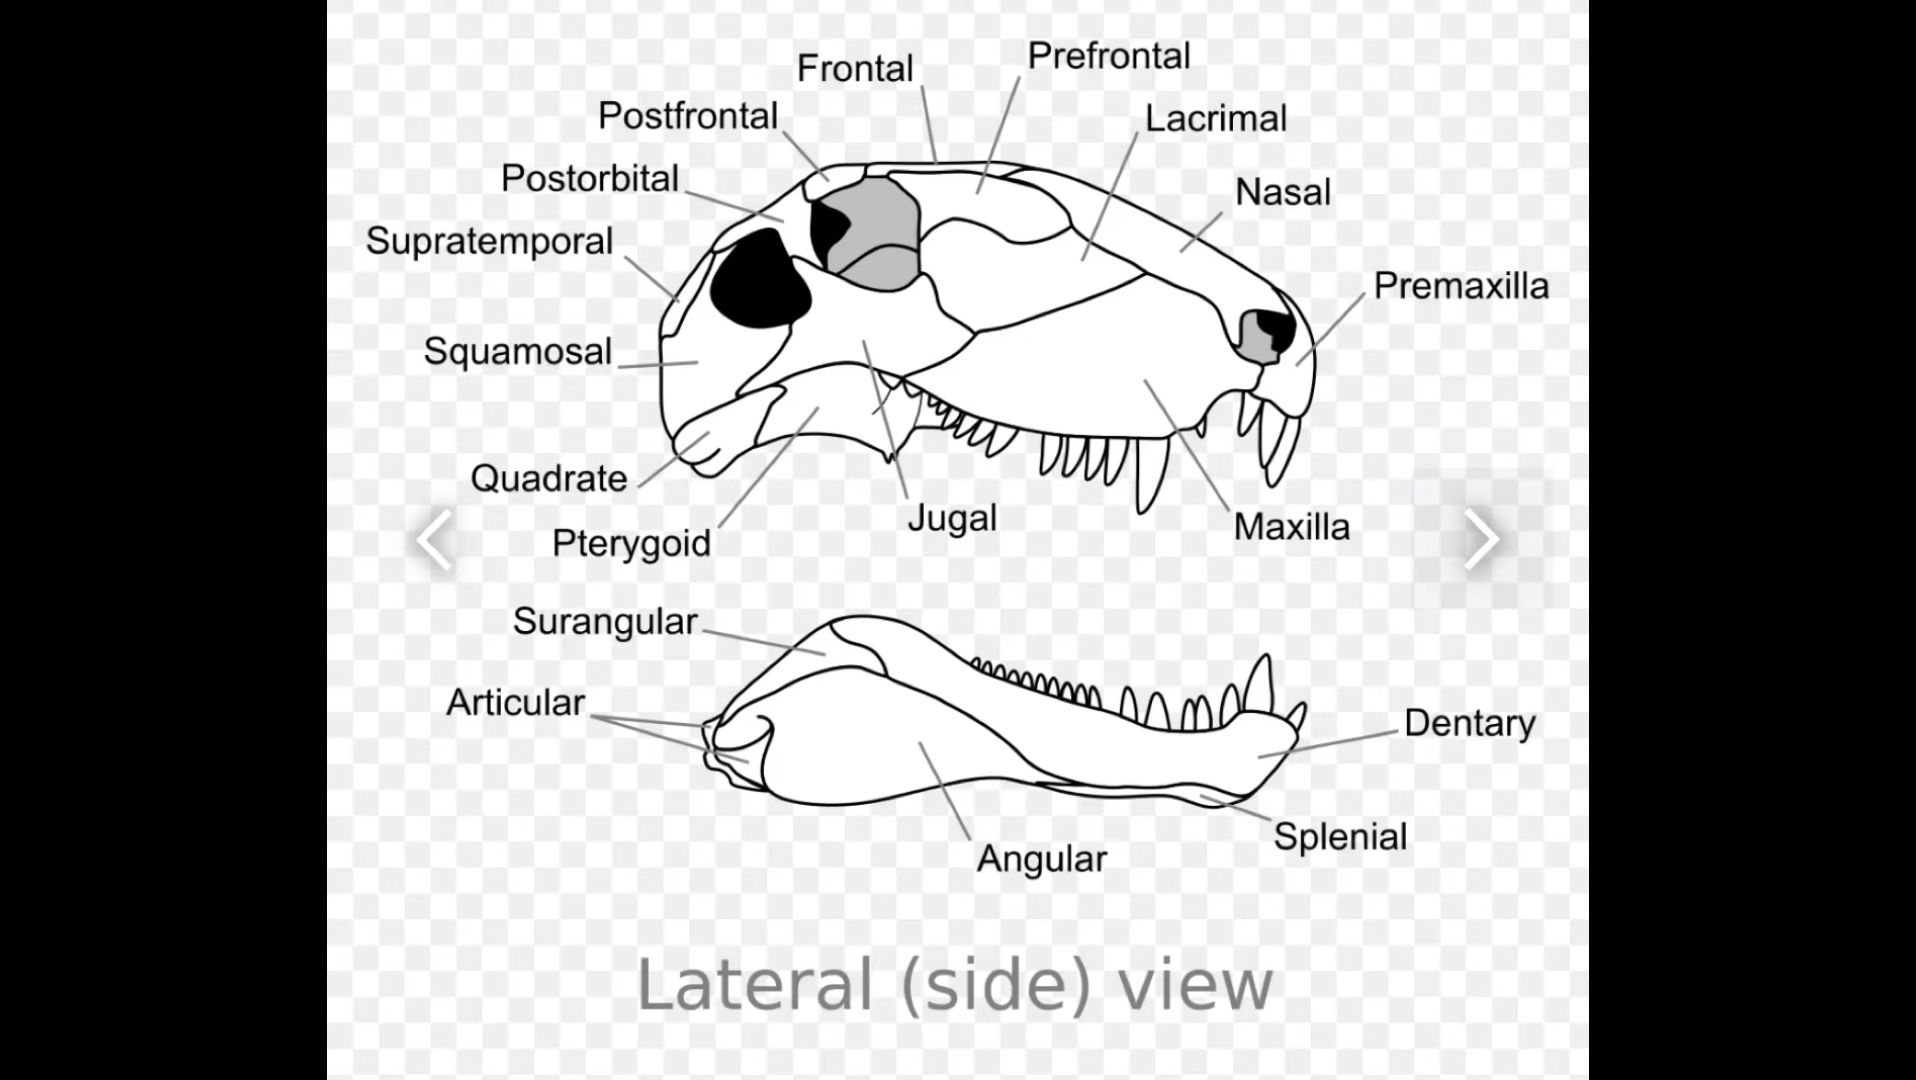 Frontal
Prefrontal
Postfrontal
Lacrimal
Postorbital
Nasal
Supratemporal
Premaxilla
Squamosal
Quadrate
Pterygoid
Jugal
Maxilla
Surangular
Articular
Dentary
Splenial
Angular
Lateral (side) view